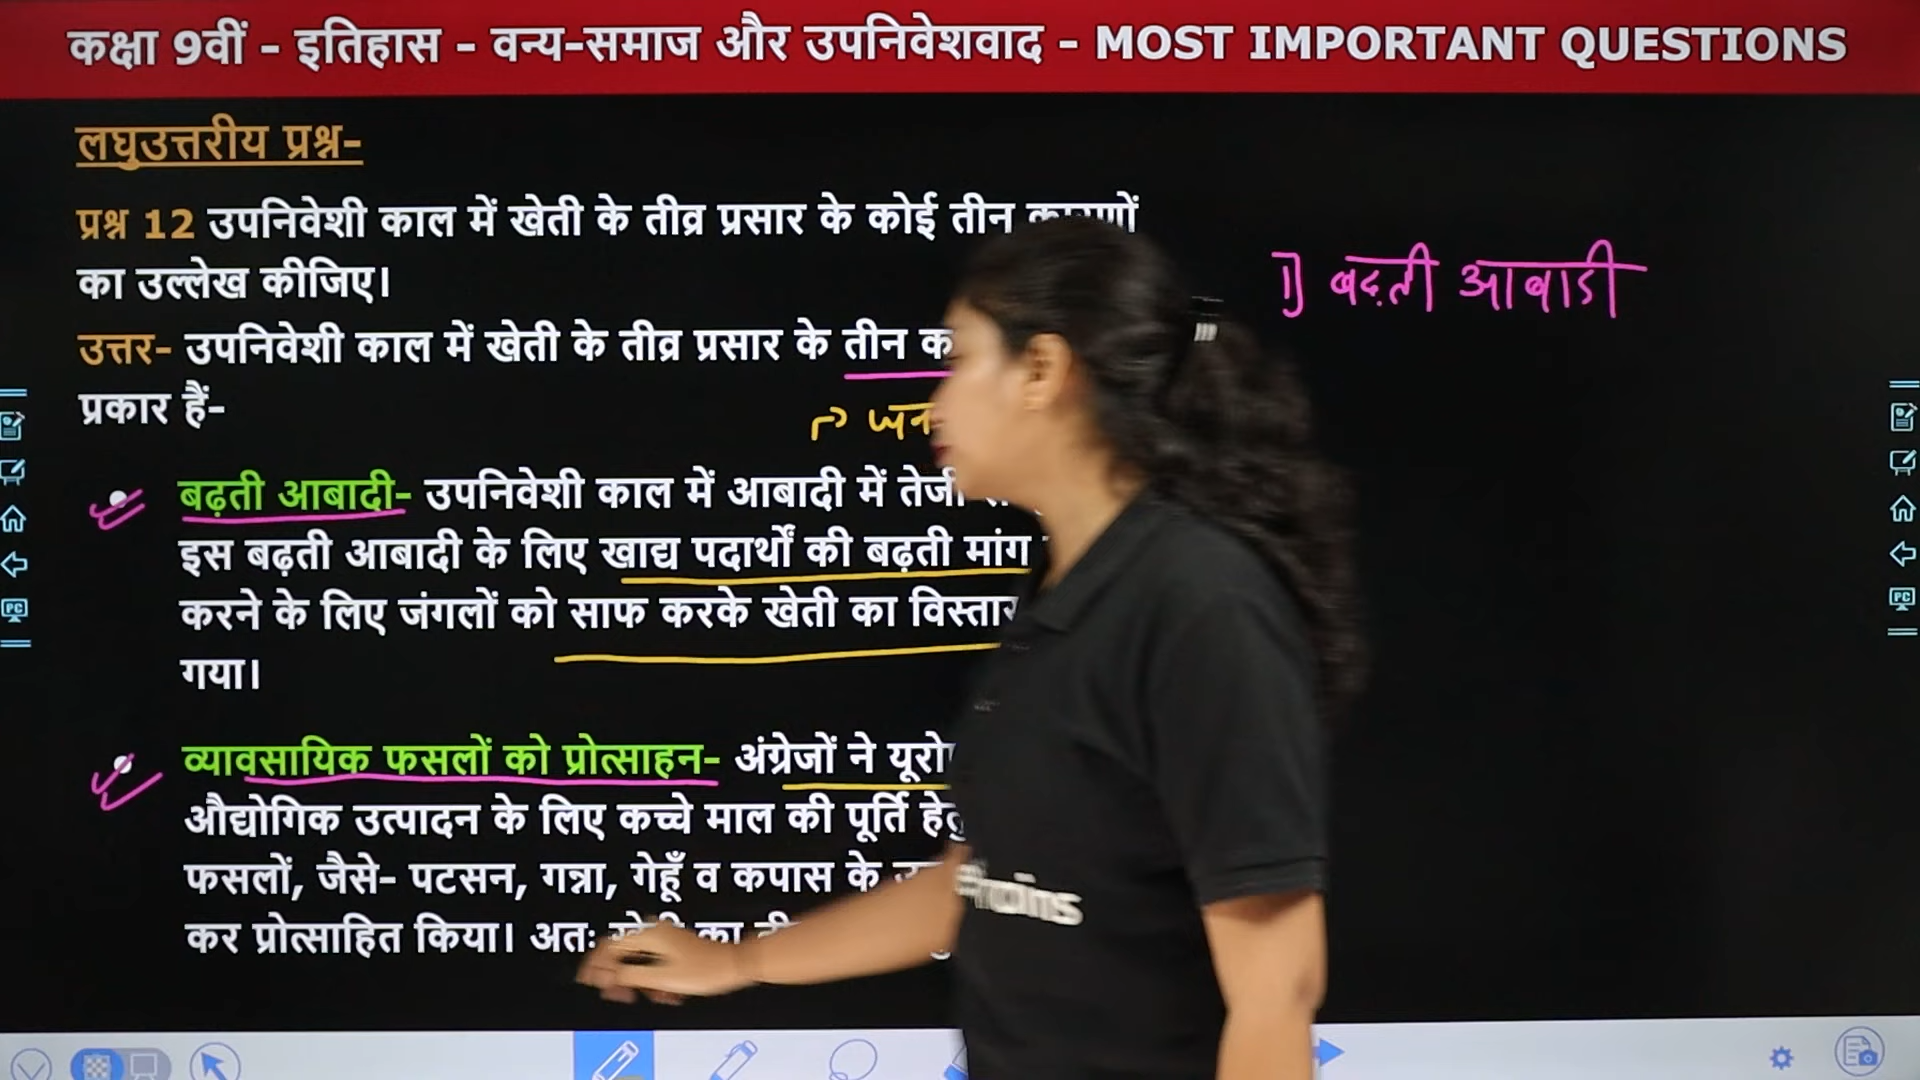 कक्षा 9वीं - इतिहास - वन्य-समाज और उपनिवेशवाद - MOST IMPORTANT QUESTIONS
लघुउत्तरीय प्रश्न-
प्रश्न 12 उपनिवेशी काल में खेती के तीव्र प्रसार के कोई तीन कारणों
का उल्लेख कीजिए।
1) बढ़ती आबादी
उत्तर- उपनिवेशी काल में खेती के तीव्र प्रसार के तीन
प्रकार हैं-
बढ़ती आबादी- उपनिवेशी काल में आबादी में तेजी
इस बढ़ती आबादी के लिए खाद्य पदार्थों की बढ़ती मांग
करने के लिए जंगलों को साफ करके खेती का विस्तार
गया।
व्यावसायिक फसलों को प्रोत्साहन- अंग्रेजों ने
औद्योगिक उत्पादन के लिए कच्चे माल की पूर्ति हेतु
फसलों, जैसे- पटसन, गन्ना, गेहूँ व कपास के
कर प्रोत्साहित किया। अतः का